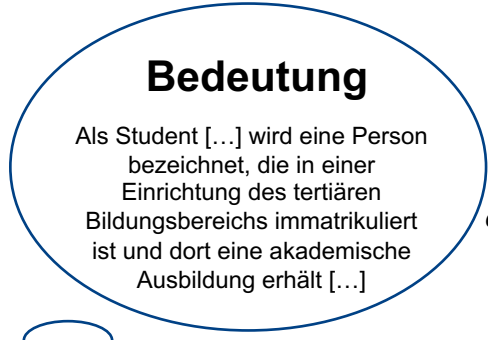 Bedeutung
Als Student […] wird eine Person
bezeichnet, die in einer
Einrichtung des tertiären
Bildungsbereichs immatrikuliert
ist und dort eine akademische
Ausbildung erhält […]